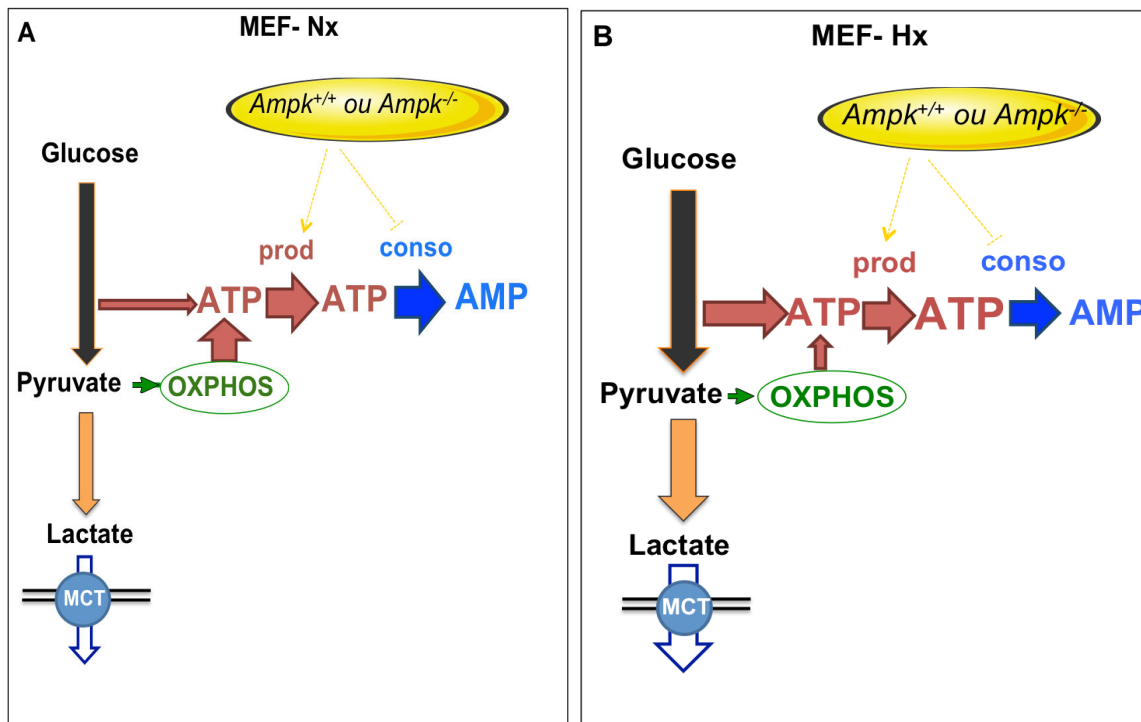 A
MEF- Nx
Ampk+/+ ou Ampk-/-
Glucose
prod
conso
ATP
ATP
AMP
Pyruvate
OXPHOS
Lactate
MCT
B
MEF- Hx
Ampk+/+ ou Ampk-/-
Glucose
prod
conso
ATP
ATP
AMP
Pyruvate
OXPHOS
Lactate
MCT